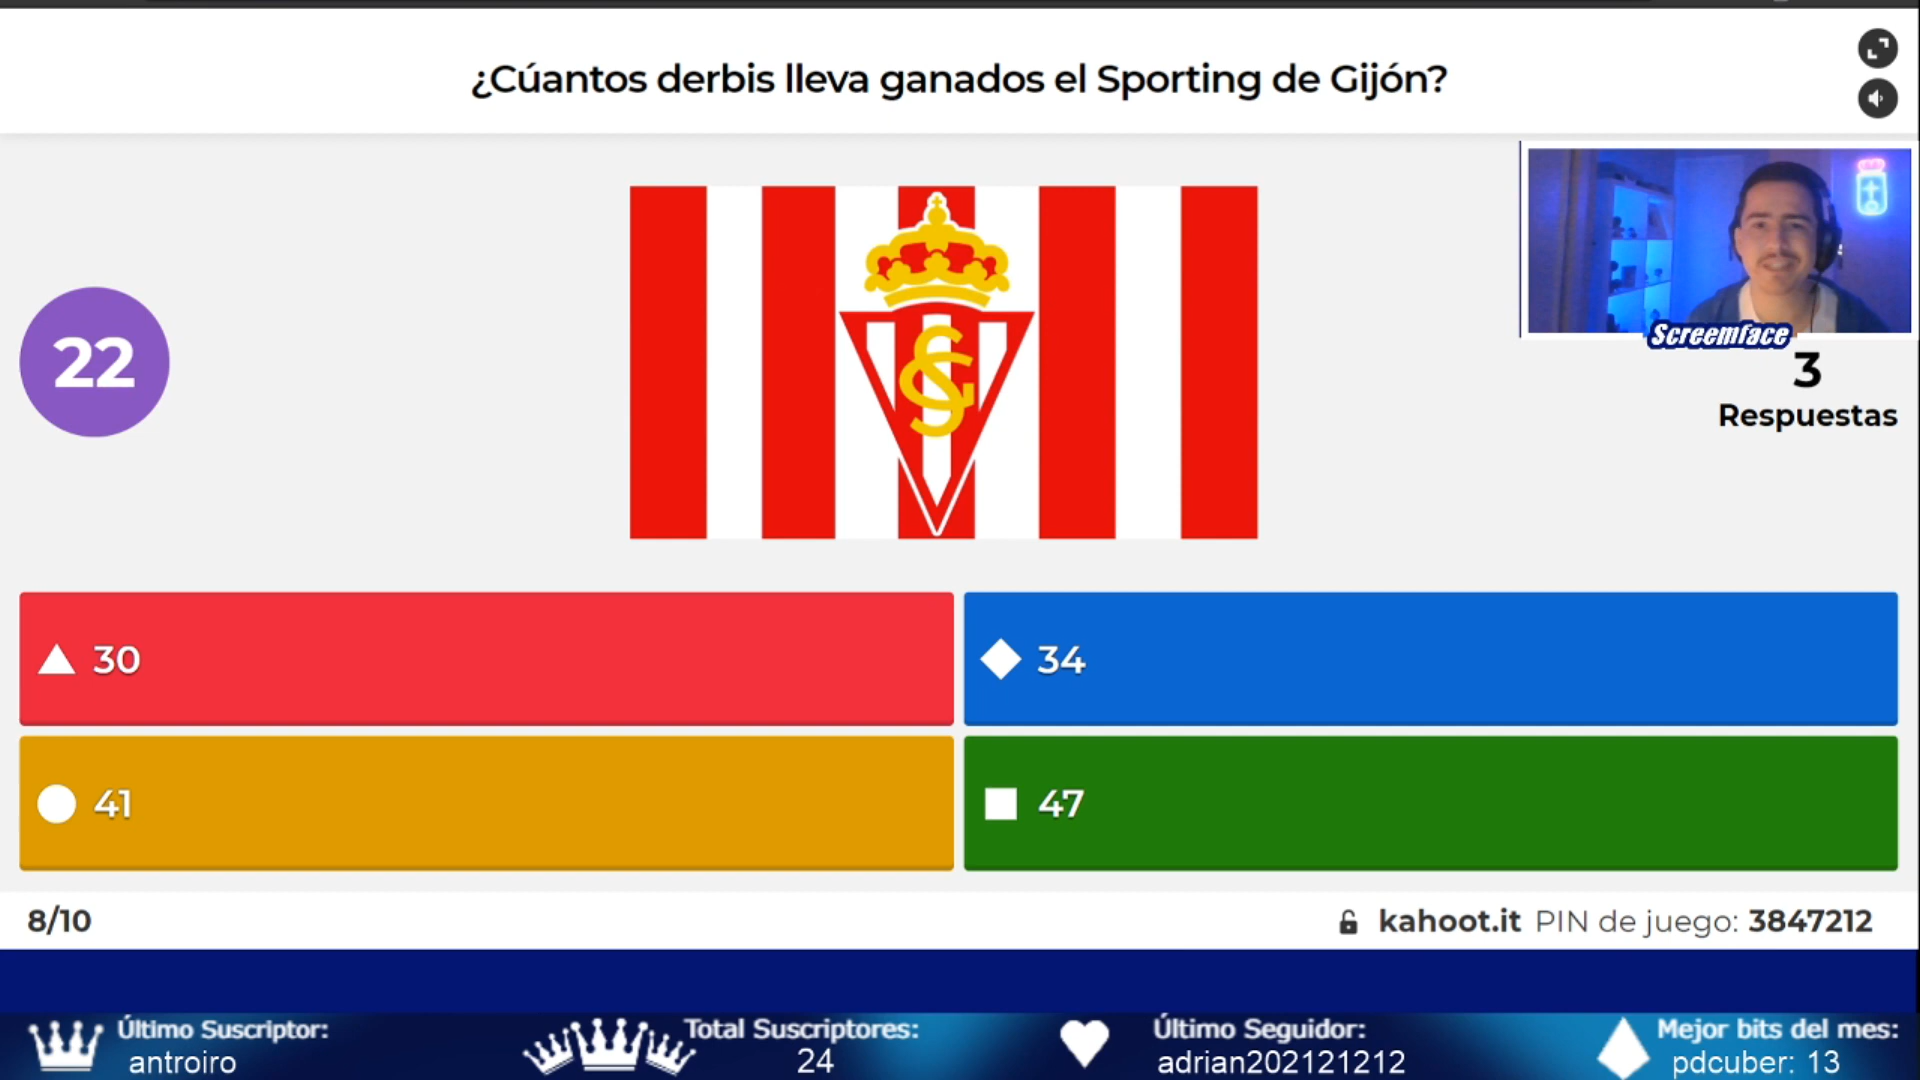 ¿Cúantos derbis lleva ganados el Sporting de Gijón?
22
SG
Screemface
3
Respuestas
30
34
41
47
8/10
kahoot.it PIN de juego: 3847212
Último Suscriptor:
antroiro
Total Suscriptores:
24
Último Seguidor:
adrian202121212
Mejor bits del mes:
pdcuber: 13